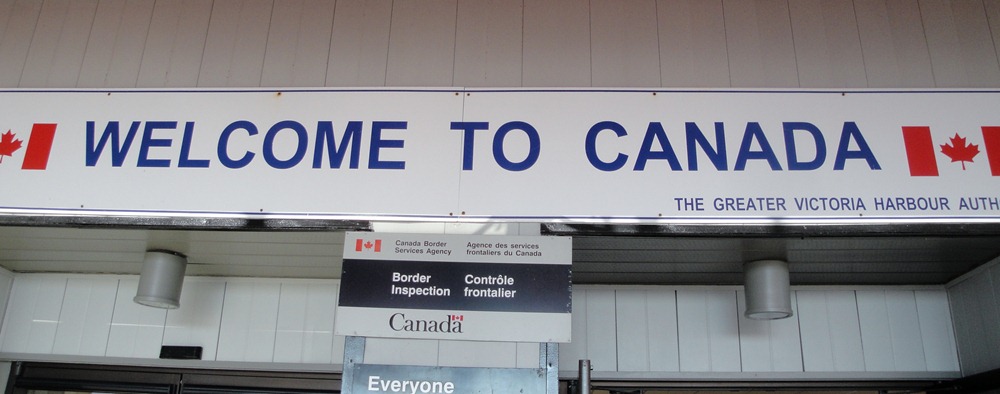 WELCOME TO CANADA
THE GREATER VICTORIA HARBOUR
Canada Border
Services Agency
Agence des services
frontaliers du Canada
Border
Inspection
Contrôle
frontalier
Canada
Everyone